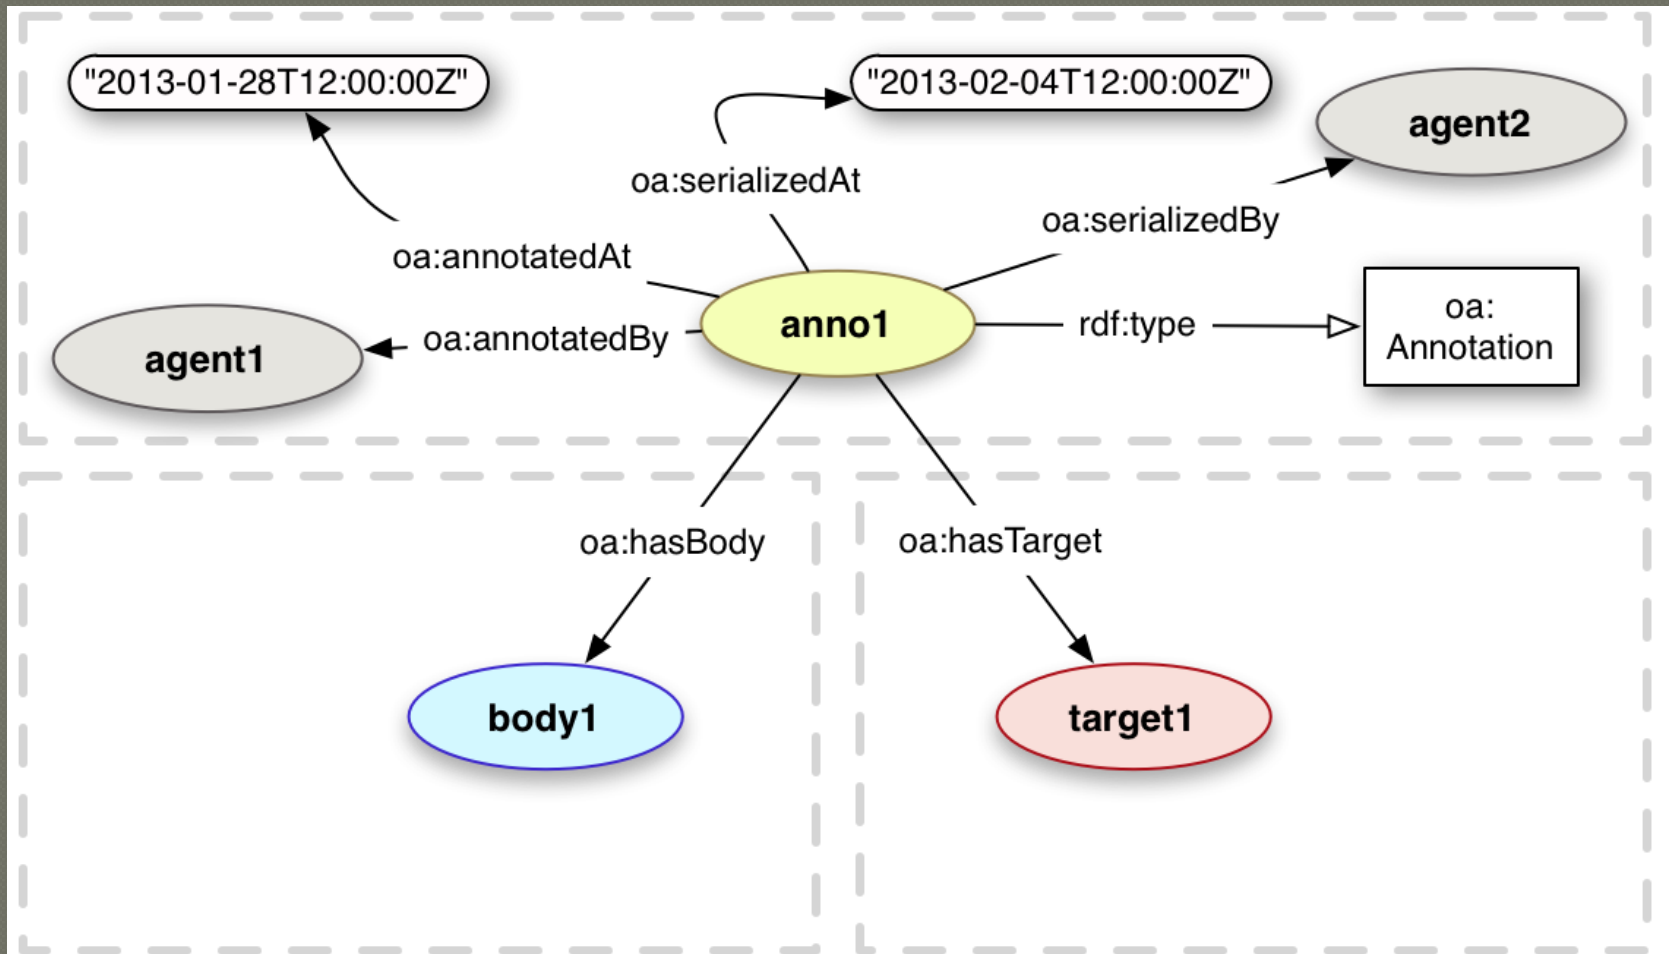 "2013-01-28T12:00:00Z"
"2013-02-04T12:00:00Z"
agent2
oa:serializedAt
oa:serializedBy
oa:annotatedAt
oa:annotatedBy
agent1
anno1
rdf:type
oa:
Annotation
oa:hasBody
oa:hasTarget
body1
target1